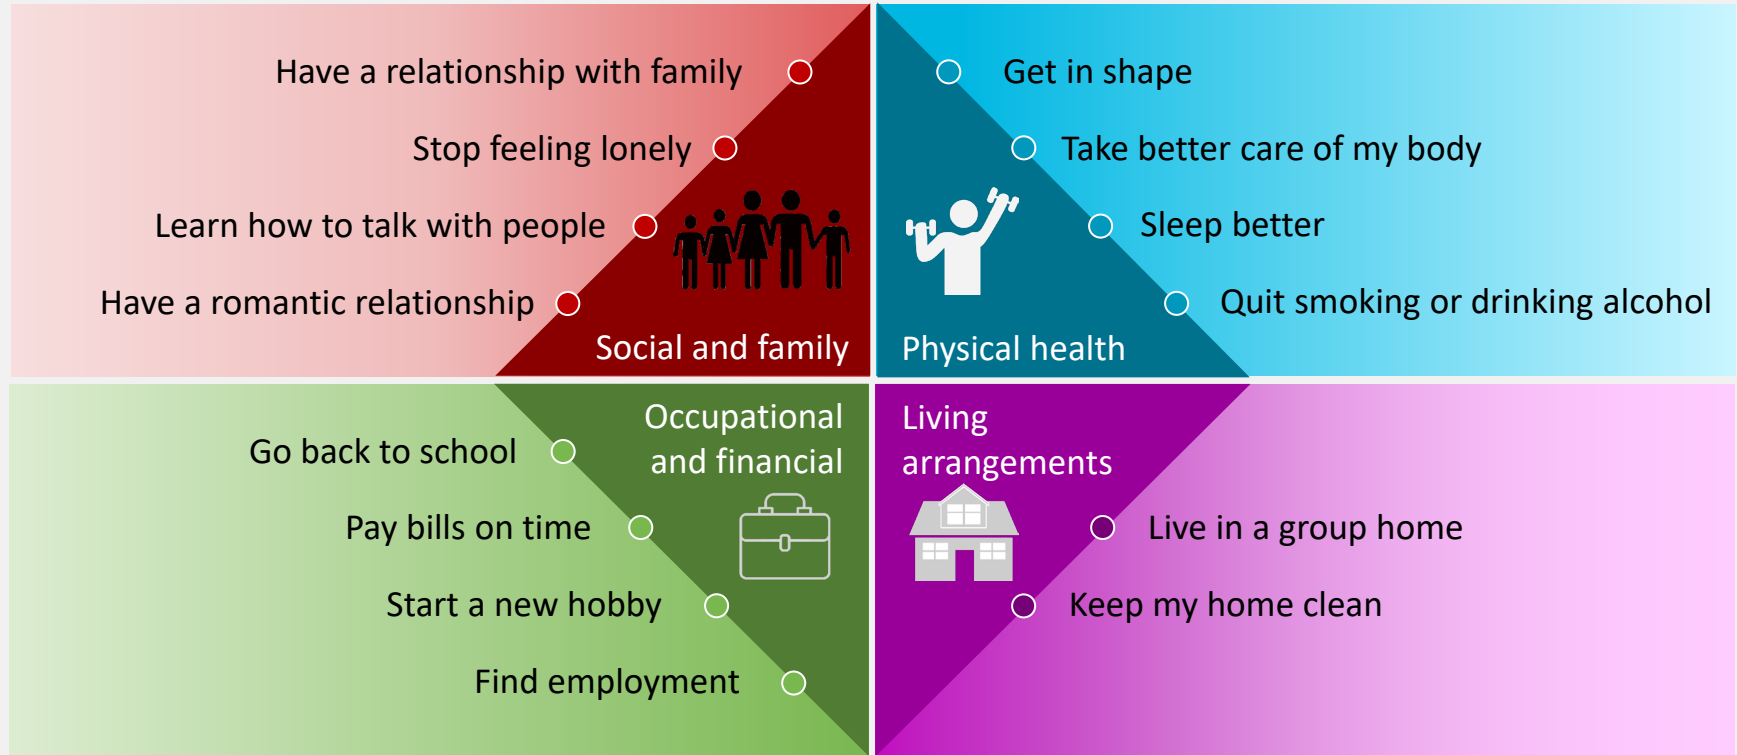 Have a relationship with family
Stop feeling lonely
Learn how to talk with people
Have a romantic relationship
Social and family
Get in shape
Take better care of my body
Sleep better
Quit smoking or drinking alcohol
Physical health
Occupational
and financial
Go back to school
Pay bills on time
Start a new hobby
Find employment
Living
arrangements
Live in a group home
Keep my home clean